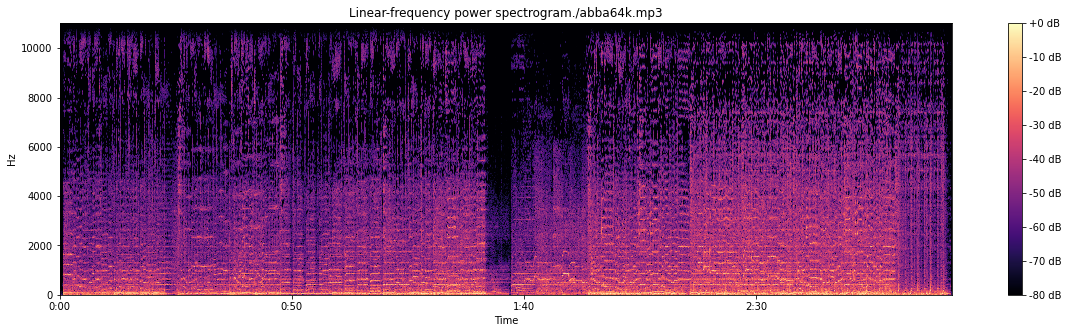 Linear-frequency power spectrogram./abba64k.mp3
10000
8000
6000
4000
2000
0
Hz
0:00
0:50
1:40
2:30
Time
+0 dB
-10 dB
-20 dB
-30 dB
-40 dB
-50 dB
-60 dB
-70 dB
-80 dB